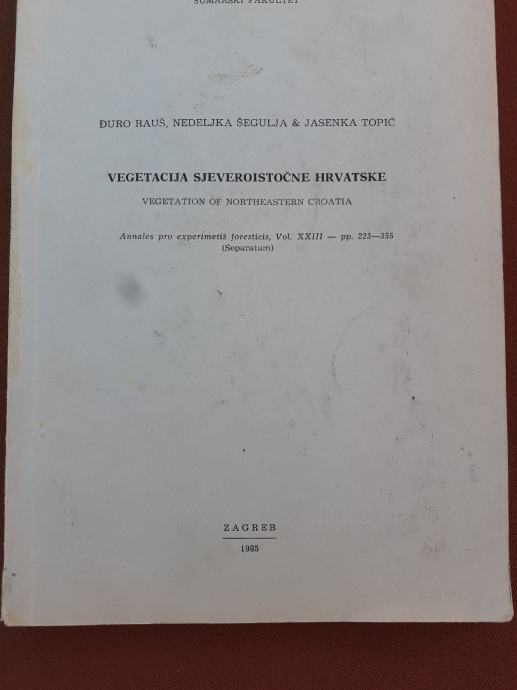 ŠUMARSKI FAKULTET
ĐURO RAUŠ, NEDELJKA ŠEGULJA & JASENKA TOPIĆ
VEGETACIJA SJEVEROISTOČNE HRVATSKE
VEGETATION OF NORTHEASTERN CROATIA
Annales pro experimetis foresticis, Vol. XXIII — pp. 223—355
(Separatum)
ZAGREB
1985